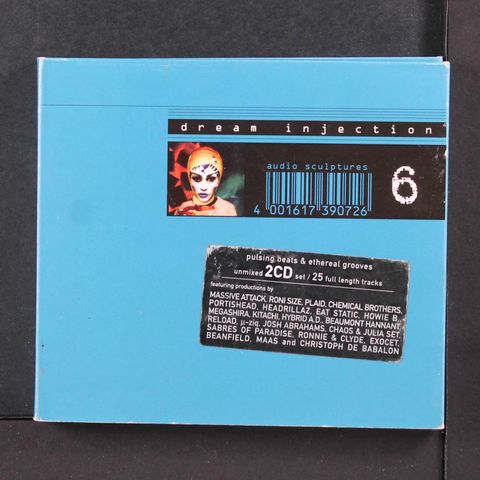 dream injection
audio sculptures
6
4 001617 390726
pulsing beats & ethereal grooves
unmixed 2CD set / 25 full length tracks
featuring productions by
MASSIVE ATTACK, RONI SIZE, PLAID, CHEMICAL BROTHERS,
PORTISHEAD, HEADRILLAZ, EAT STATIC, HOWIE B.,
MEGASHIRA, KITACHI, HYBRID A.D., BEAUMONT HANNANT,
RELOAD, µ-ziq, JOSH ABRAHAMS, CHAOS & JULIA SET,
SABRES OF PARADISE, RONNIE & CLYDE, EXOCET,
BEANFIELD, MAAS and CHRISTOPH DE BABALON